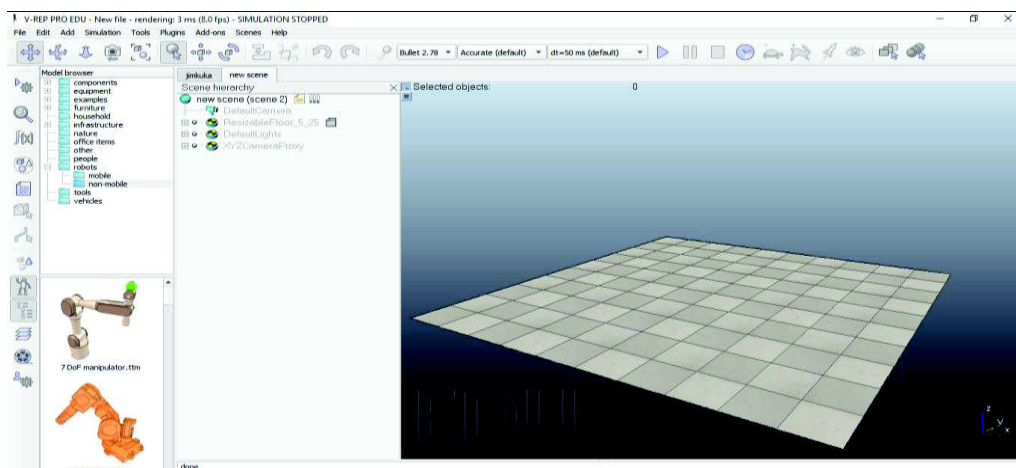 V-REP PRO EDU - New file - rendering: 3 ms (8.0 fps) - SIMULATION STOPPED
File Edit Add Simulation Tools Plugins Add-ons Scenes Help
Bullet 2.78 Accurate (default) dt=50 ms (default)
Model browser
components
equipment
examples
furniture
household
infrastructure
nature
office items
other
people
robots
mobile
non-mobile
tools
vehicles
7 DoF manipulator.ttm
jimkuka new scene
Scene hierarchy
new scene (scene 2)
DefaultCamera
ResizableFloor_5_25
DefaultLights
XYZCameraProxy
Selected objects: 0
EDU
z
y
x
done